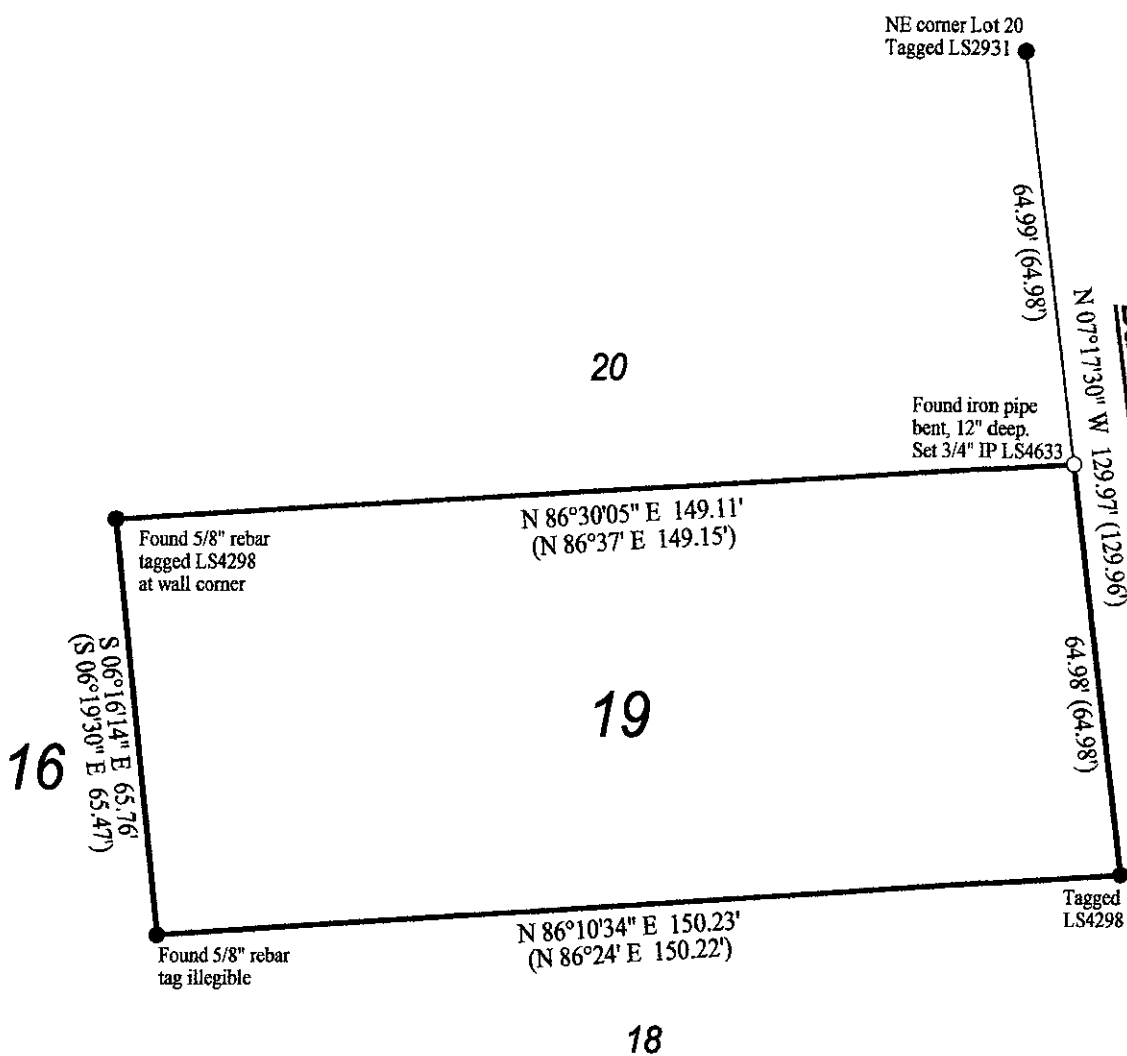 NE corner Lot 20
Tagged LS2931
64.99' (64.98')
N 07°17'30" W 129.97' (129.96')
20
Found iron pipe
bent, 12" deep.
Set 3/4" IP LS4633
N 86°30'05" E 149.11'
(N 86°37' E 149.15')
Found 5/8" rebar
tagged LS4298
at wall corner
S 06°16'14" E 65.76'
(S 06°19'30" E 65.47')
16
19
64.98' (64.98')
N 86°10'34" E 150.23'
(N 86°24' E 150.22')
Tagged
LS4298
Found 5/8" rebar
tag illegible
18